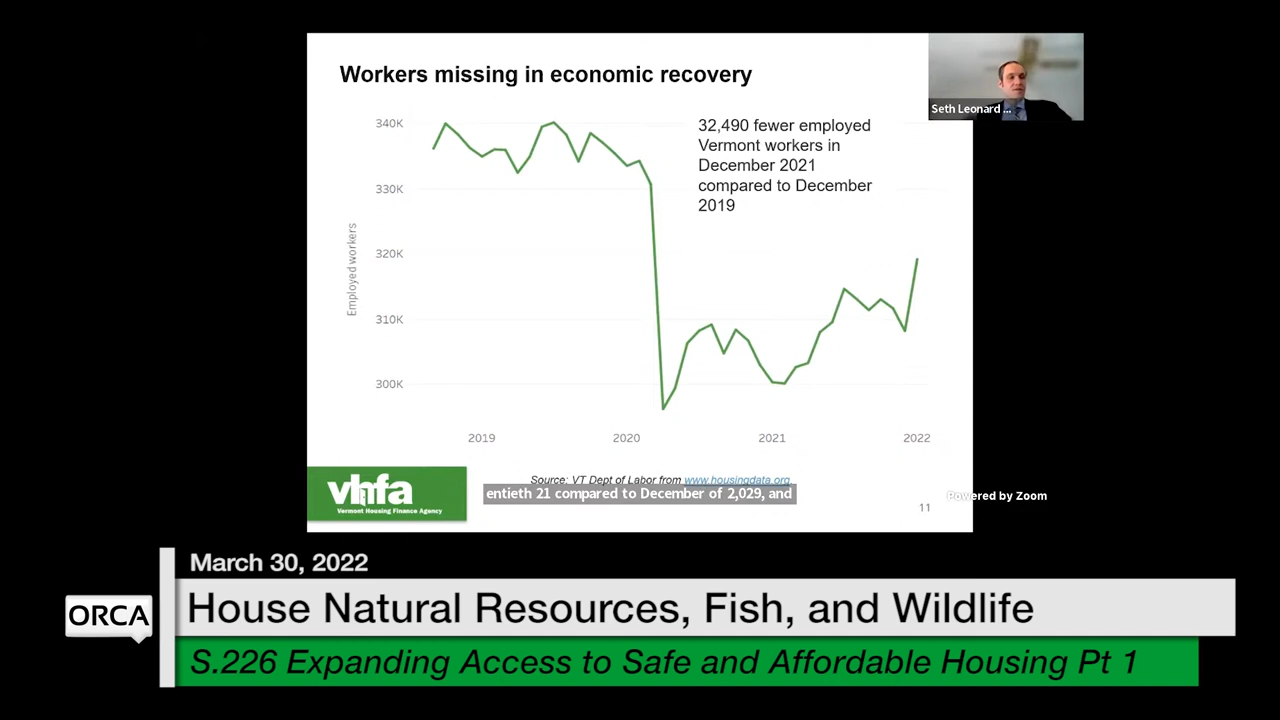 Workers missing in economic recovery
Seth Leonard ...
340K
330K
320K
310K
300K
Employed workers
32,490 fewer employed
Vermont workers in
December 2021
compared to December
2019
2019
2020
2021
2022
Source: VT Dept of Labor from www.housingdata.org
entieth 21 compared to December of 2,029, and
vhfa
Vermont Housing Finance Agency
Powered by Zoom
11
March 30, 2022
ORCA
House Natural Resources, Fish, and Wildlife
S.226 Expanding Access to Safe and Affordable Housing Pt 1